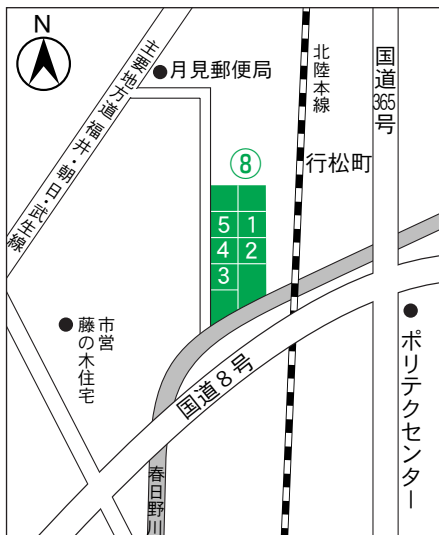 N
主要地方道 福井・朝日・武生線
月見郵便局
北陸本線
国道365号
⑧
行松町
5 1
4 2
3
市営
藤の木住宅
国道8号
ポリテクセンター
春日野川